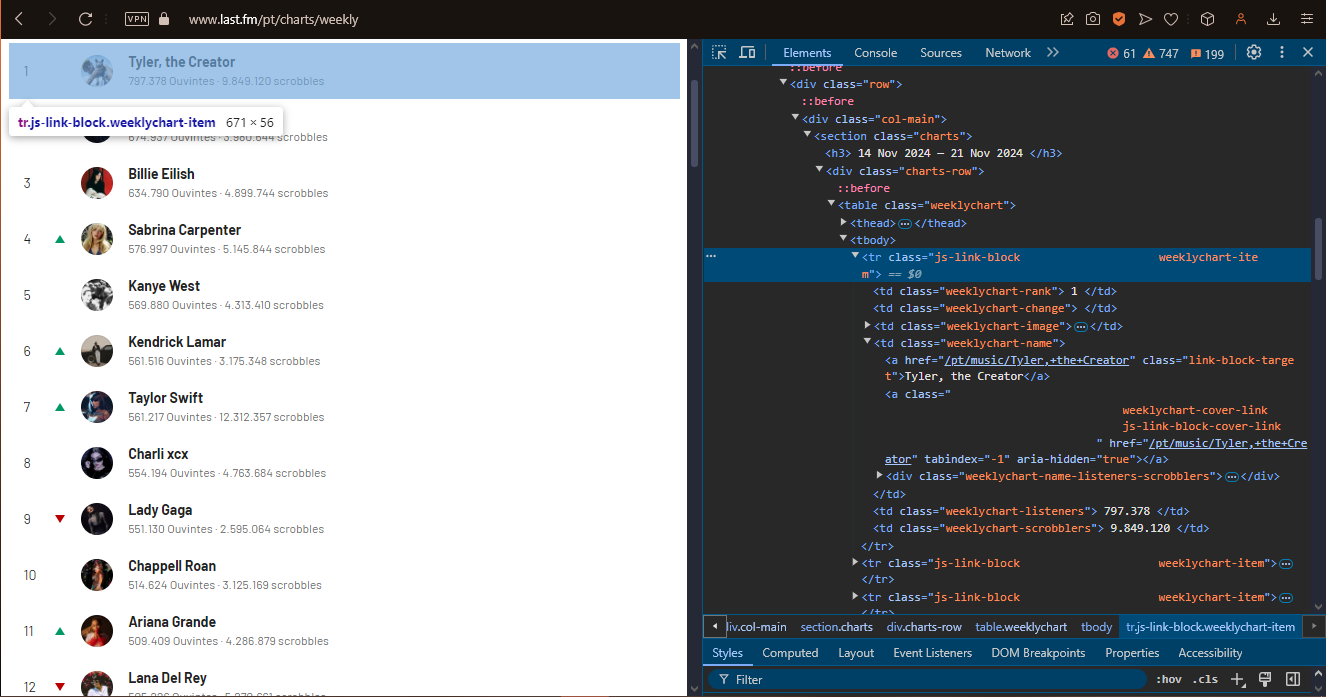 VPN www.last.fm/pt/charts/weekly
1 Tyler, the Creator
797.378 Ouvintes · 9.849.120 scrobbles
tr.js-link-block.weeklychart-item 671 × 56
674.937 Ouvintes · 3.980.644 scrobbles
3 Billie Eilish
634.790 Ouvintes · 4.899.744 scrobbles
4 Sabrina Carpenter
576.997 Ouvintes · 5.145.844 scrobbles
5 Kanye West
569.880 Ouvintes · 4.313.410 scrobbles
6 Kendrick Lamar
561.516 Ouvintes · 3.175.348 scrobbles
7 Taylor Swift
561.217 Ouvintes · 12.312.357 scrobbles
8 Charli xcx
554.194 Ouvintes · 4.763.684 scrobbles
9 Lady Gaga
551.130 Ouvintes · 2.595.064 scrobbles
10 Chappell Roan
514.624 Ouvintes · 3.125.169 scrobbles
11 Ariana Grande
509.409 Ouvintes · 4.286.879 scrobbles
12 Lana Del Rey
Elements Console Sources Network 61 747 199
::before
<div class="row">
::before
<div class="col-main">
<section class="charts">
<h3> 14 Nov 2024 — 21 Nov 2024 </h3>
<div class="charts-row">
::before
<table class="weeklychart">
<thead>…</thead>
<tbody>
… <tr class="js-link-block weeklychart-ite
m"> == $0
<td class="weeklychart-rank"> 1 </td>
<td class="weeklychart-change"> </td>
<td class="weeklychart-image">…</td>
<td class="weeklychart-name">
<a href="/pt/music/Tyler,+the+Creator" class="link-block-targe
t">Tyler, the Creator</a>
<a class="
weeklychart-cover-link
js-link-block-cover-link
" href="/pt/music/Tyler,+the+Cre
ator" tabindex="-1" aria-hidden="true"></a>
<div class="weeklychart-name-listeners-scrobblers">…</div>
</td>
<td class="weeklychart-listeners"> 797.378 </td>
<td class="weeklychart-scrobblers"> 9.849.120 </td>
</tr>
<tr class="js-link-block weeklychart-item">…
</tr>
<tr class="js-link-block weeklychart-item">…
</tr>
div.col-main section.charts div.charts-row table.weeklychart tbody tr.js-link-block.weeklychart-item
Styles Computed Layout Event Listeners DOM Breakpoints Properties Accessibility
Filter :hov .cls